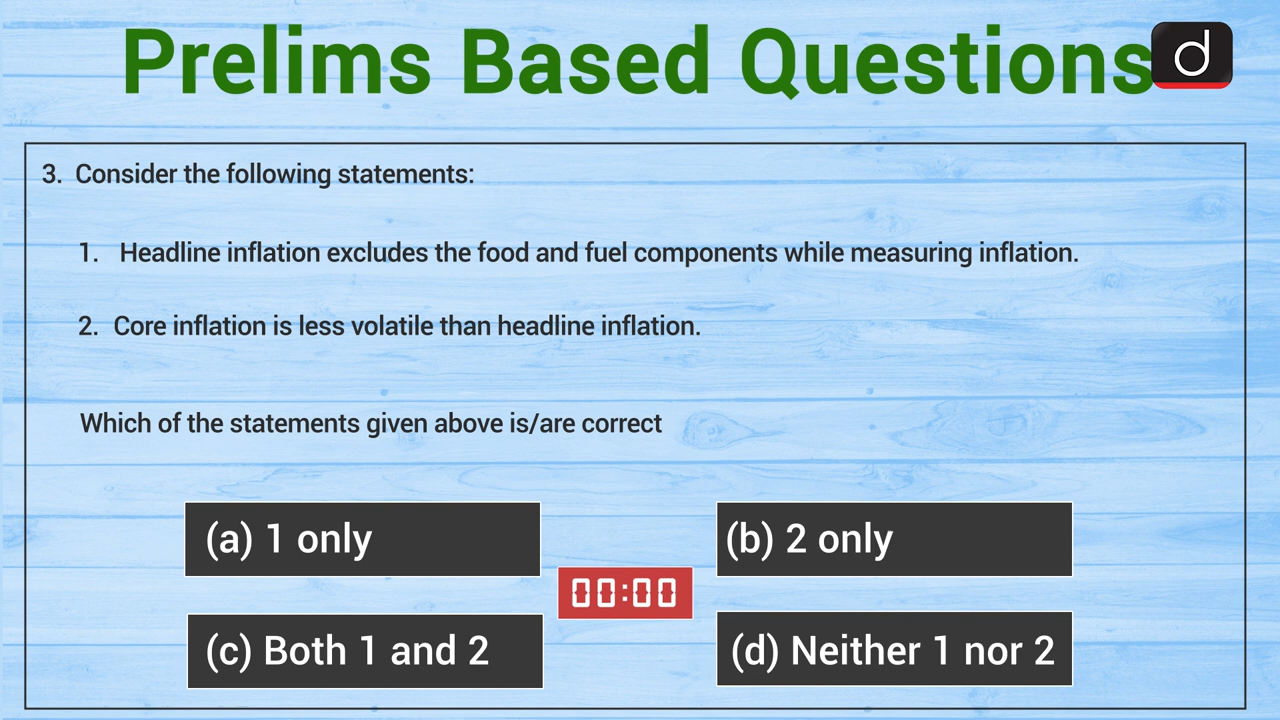 Prelims Based Questions
d
3. Consider the following statements:
1. Headline inflation excludes the food and fuel components while measuring inflation.
2. Core inflation is less volatile than headline inflation.
Which of the statements given above is/are correct
(a) 1 only
(b) 2 only
00:00
(c) Both 1 and 2
(d) Neither 1 nor 2